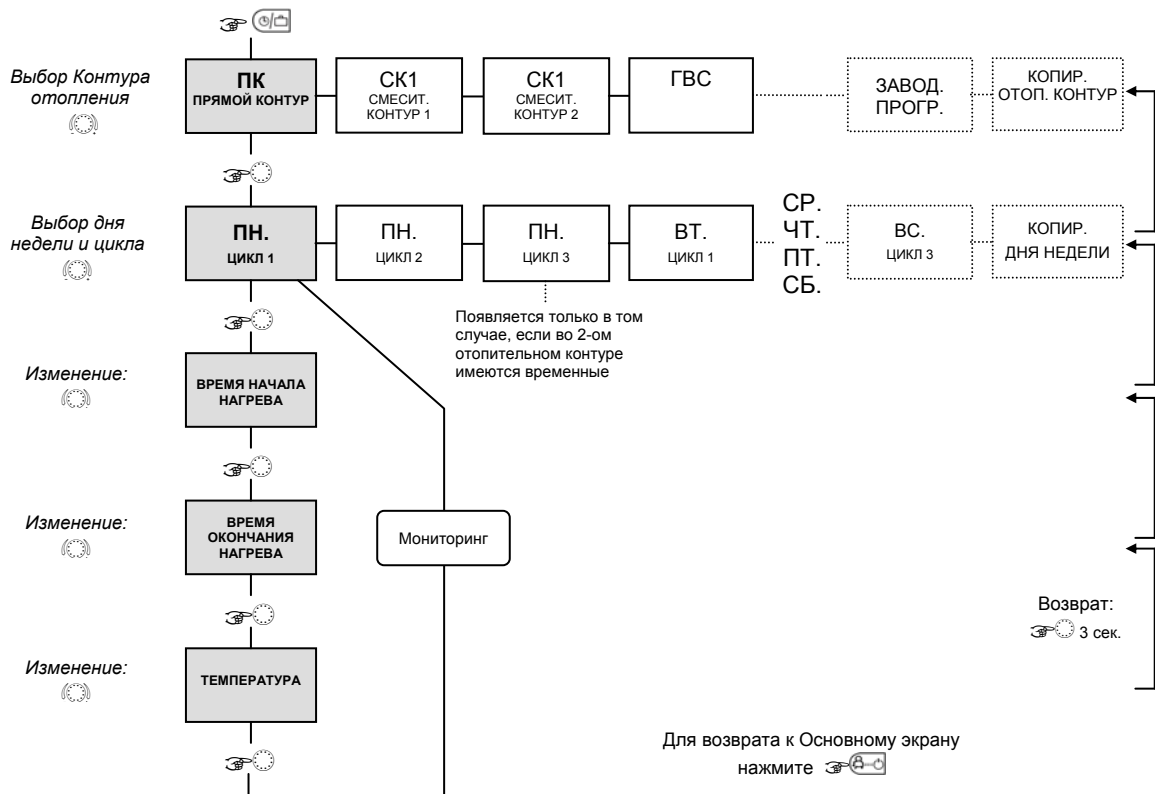 Выбор Контура
отопления
ПК
ПРЯМОЙ КОНТУР
СК1
СМЕСИТ.
КОНТУР 1
СК1
СМЕСИТ.
КОНТУР 2
ГВС
ЗАВОД.
ПРОГР.
КОПИР.
ОТОП. КОНТУР
Выбор дня
недели и цикла
ПН.
ЦИКЛ 1
ПН.
ЦИКЛ 2
ПН.
ЦИКЛ 3
ВТ.
ЦИКЛ 1
СР.
ЧТ.
ПТ.
СБ.
ВС.
ЦИКЛ 3
КОПИР.
ДНЯ НЕДЕЛИ
Появляется только в том
случае, если во 2-ом
отопительном контуре
имеются временные
Изменение:
ВРЕМЯ НАЧАЛА
НАГРЕВА
Изменение:
ВРЕМЯ
ОКОНЧАНИЯ
НАГРЕВА
Мониторинг
Возврат:
3 сек.
Изменение:
ТЕМПЕРАТУРА
Для возврата к Основному экрану
нажмите